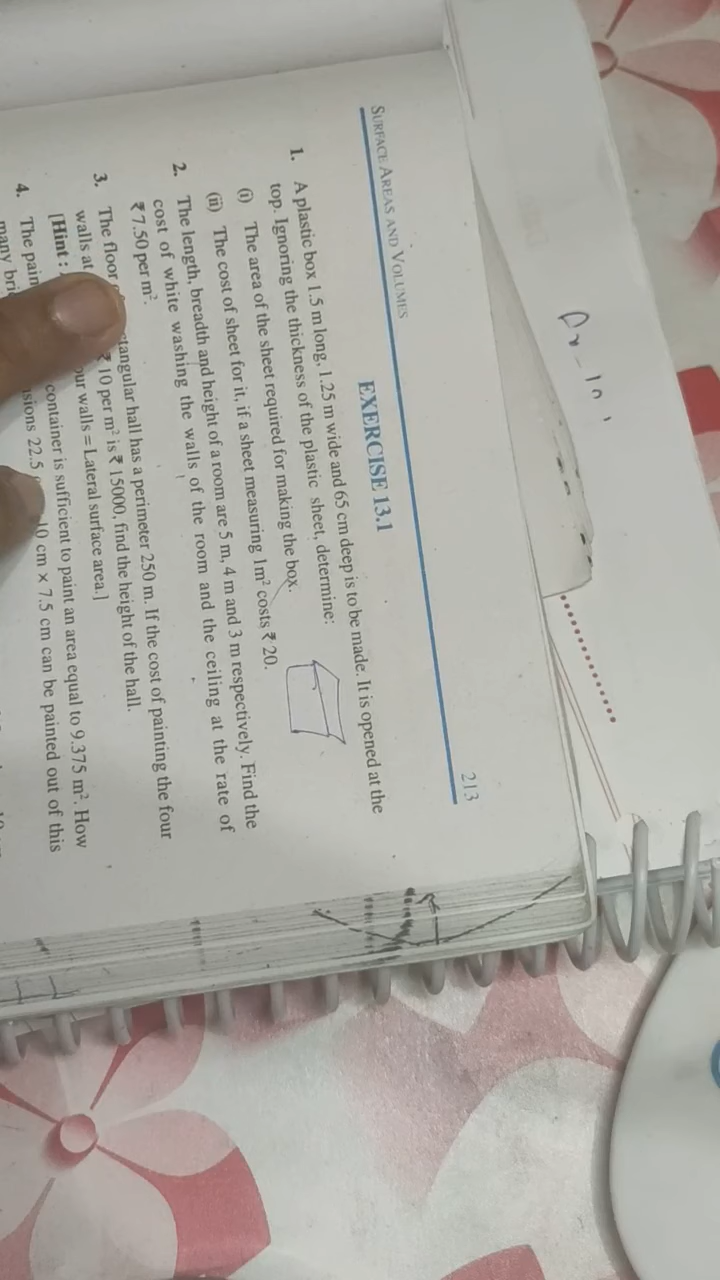 SURFACE AREAS AND VOLUMES 213
EXERCISE 13.1
1. A plastic box 1.5 m long, 1.25 m wide and 65 cm deep is to be made. It is opened at the
top. Ignoring the thickness of the plastic sheet, determine:
(i) The area of the sheet required for making the box.
(ii) The cost of sheet for it, if a sheet measuring 1m² costs ₹ 20.
2. The length, breadth and height of a room are 5 m, 4 m and 3 m respectively. Find the
cost of white washing the walls of the room and the ceiling at the rate of
₹ 7.50 per m².
3. The floor ctangular hall has a perimeter 250 m. If the cost of painting the four
walls at ₹ 10 per m² is ₹ 15000, find the height of the hall.
[Hint : our walls = Lateral surface area.]
4. The pain container is sufficient to paint an area equal to 9.375 m². How
many bri sions 22.5 10 cm × 7.5 cm can be painted out of this